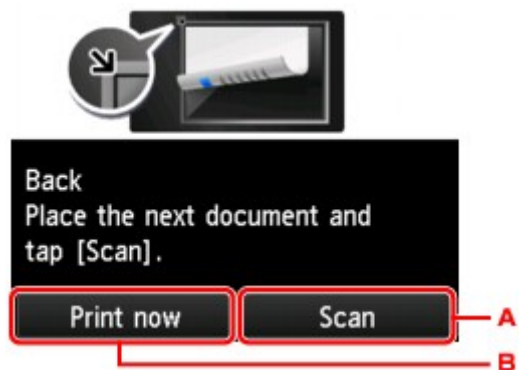 Back
Place the next document and
tap [Scan].
Print now Scan A
B